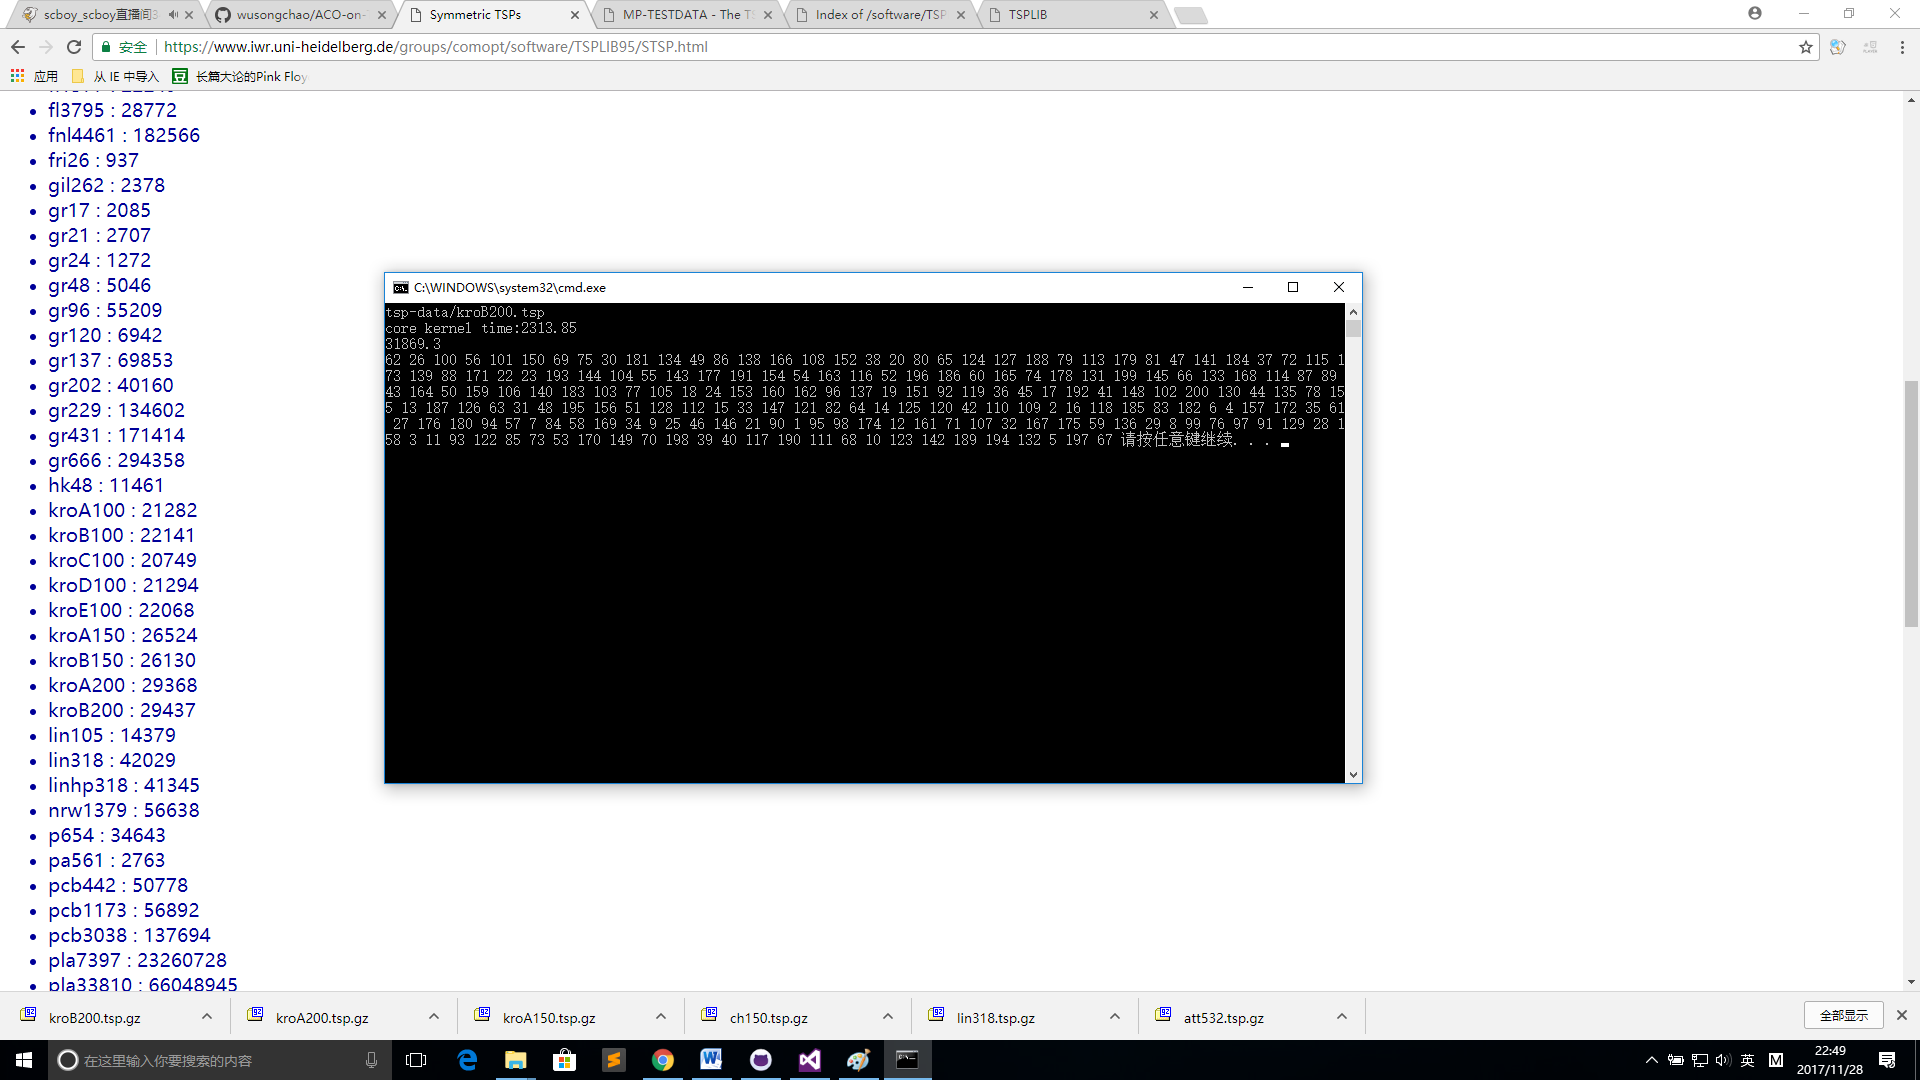 scboy_scboy直播间3
wusongchao/ACO-on-
Symmetric TSPs
MP-TESTDATA - The TS
Index of /software/TSP
TSPLIB
安全
https://www.iwr.uni-heidelberg.de/groups/comopt/software/TSPLIB95/STSP.html
应用
从 IE 中导入
长篇大论的Pink Floy
fl3795 : 28772
fnl4461 : 182566
fri26 : 937
gil262 : 2378
gr17 : 2085
gr21 : 2707
gr24 : 1272
gr48 : 5046
gr96 : 55209
gr120 : 6942
gr137 : 69853
gr202 : 40160
gr229 : 134602
gr431 : 171414
gr666 : 294358
hk48 : 11461
kroA100 : 21282
kroB100 : 22141
kroC100 : 20749
kroD100 : 21294
kroE100 : 22068
kroA150 : 26524
kroB150 : 26130
kroA200 : 29368
kroB200 : 29437
lin105 : 14379
lin318 : 42029
linhp318 : 41345
nrw1379 : 56638
p654 : 34643
pa561 : 2763
pcb442 : 50778
pcb1173 : 56892
pcb3038 : 137694
pla7397 : 23260728
pla33810 : 66048945
C:\WINDOWS\system32\cmd.exe
tsp-data/kroB200.tsp
core kernel time:2313.85
31869.3
62 26 100 56 101 150 69 75 30 181 134 49 86 138 166 108 152 38 20 80 65 124 127 188 79 113 179 81 47 141 184 37 72 115 1
73 139 88 171 22 23 193 144 104 55 143 177 191 154 54 163 116 52 196 186 60 165 74 178 131 199 145 66 133 168 114 87 89
43 164 50 159 106 140 183 103 77 105 18 24 153 160 162 96 137 19 151 92 119 36 45 17 192 41 148 102 200 130 44 135 78 15
5 13 187 126 63 31 48 195 156 51 128 112 15 33 147 121 82 64 14 125 120 42 110 109 2 16 118 185 83 182 6 4 157 172 35 61
27 176 180 94 57 7 84 58 169 34 9 25 46 146 21 90 1 95 98 174 12 161 71 107 32 167 175 59 136 29 8 99 76 97 91 129 28 1
58 3 11 93 122 85 73 53 170 149 70 198 39 40 117 190 111 68 10 123 142 189 194 132 5 197 67 请按任意键继续. . .
kroB200.tsp.gz
kroA200.tsp.gz
kroA150.tsp.gz
ch150.tsp.gz
lin318.tsp.gz
att532.tsp.gz
全部显示
在这里输入你要搜索的内容
英
M
22:49
2017/11/28